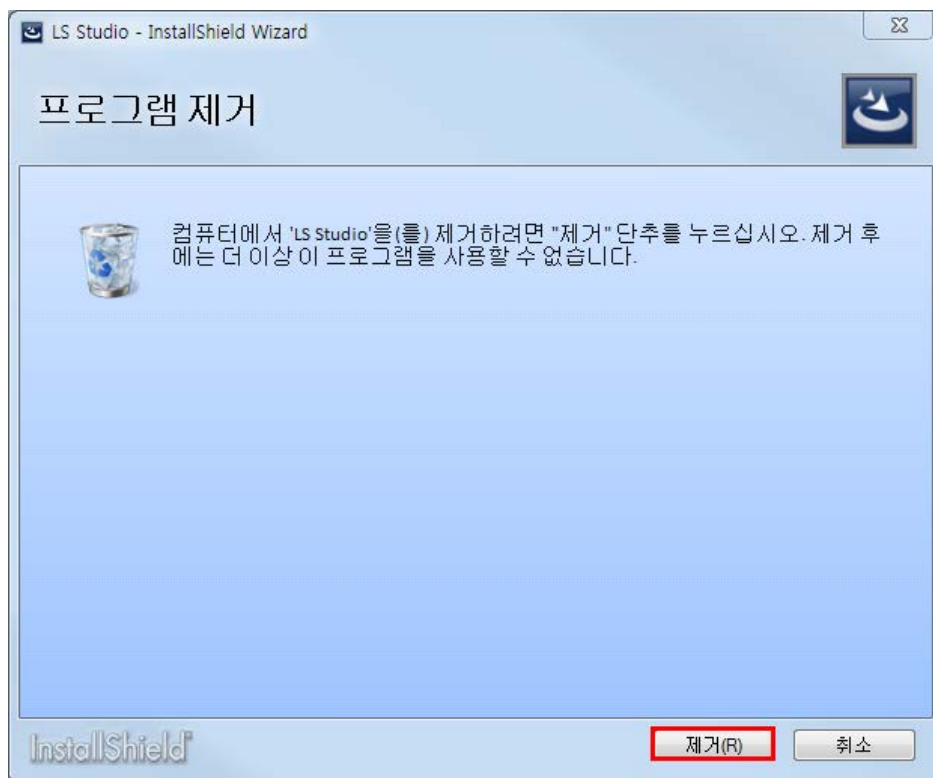 LS Studio - InstallShield Wizard
프로그램 제거
컴퓨터에서 'LS Studio'을(를) 제거하려면 "제거" 단추를 누르십시오. 제거 후
에는 더 이상 이 프로그램을 사용할 수 없습니다.
InstallShield
제거(R)
취소